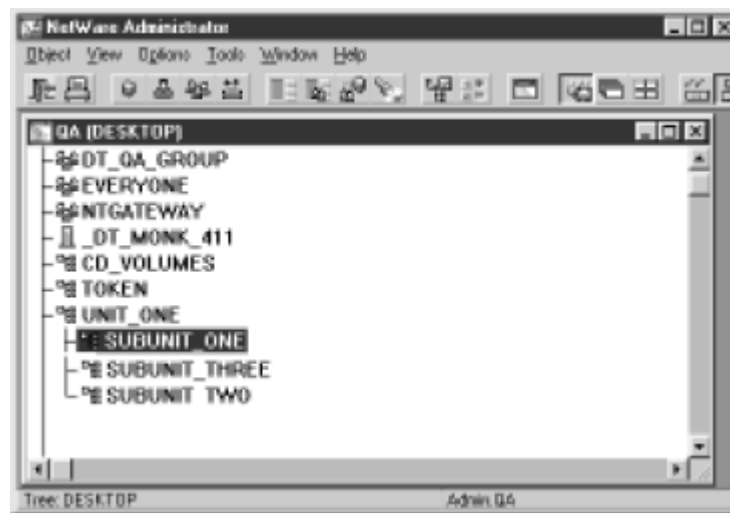 NetWare Administrator
Object View Options Tools Window Help
QA (DESKTOP)
DT_QA_GROUP
EVERYONE
NTGATEWAY
_DT_MONK_411
CD_VOLUMES
TOKEN
UNIT_ONE
SUBUNIT_ONE
SUBUNIT_THREE
SUBUNIT_TWO
Tree: DESKTOP Admin.QA